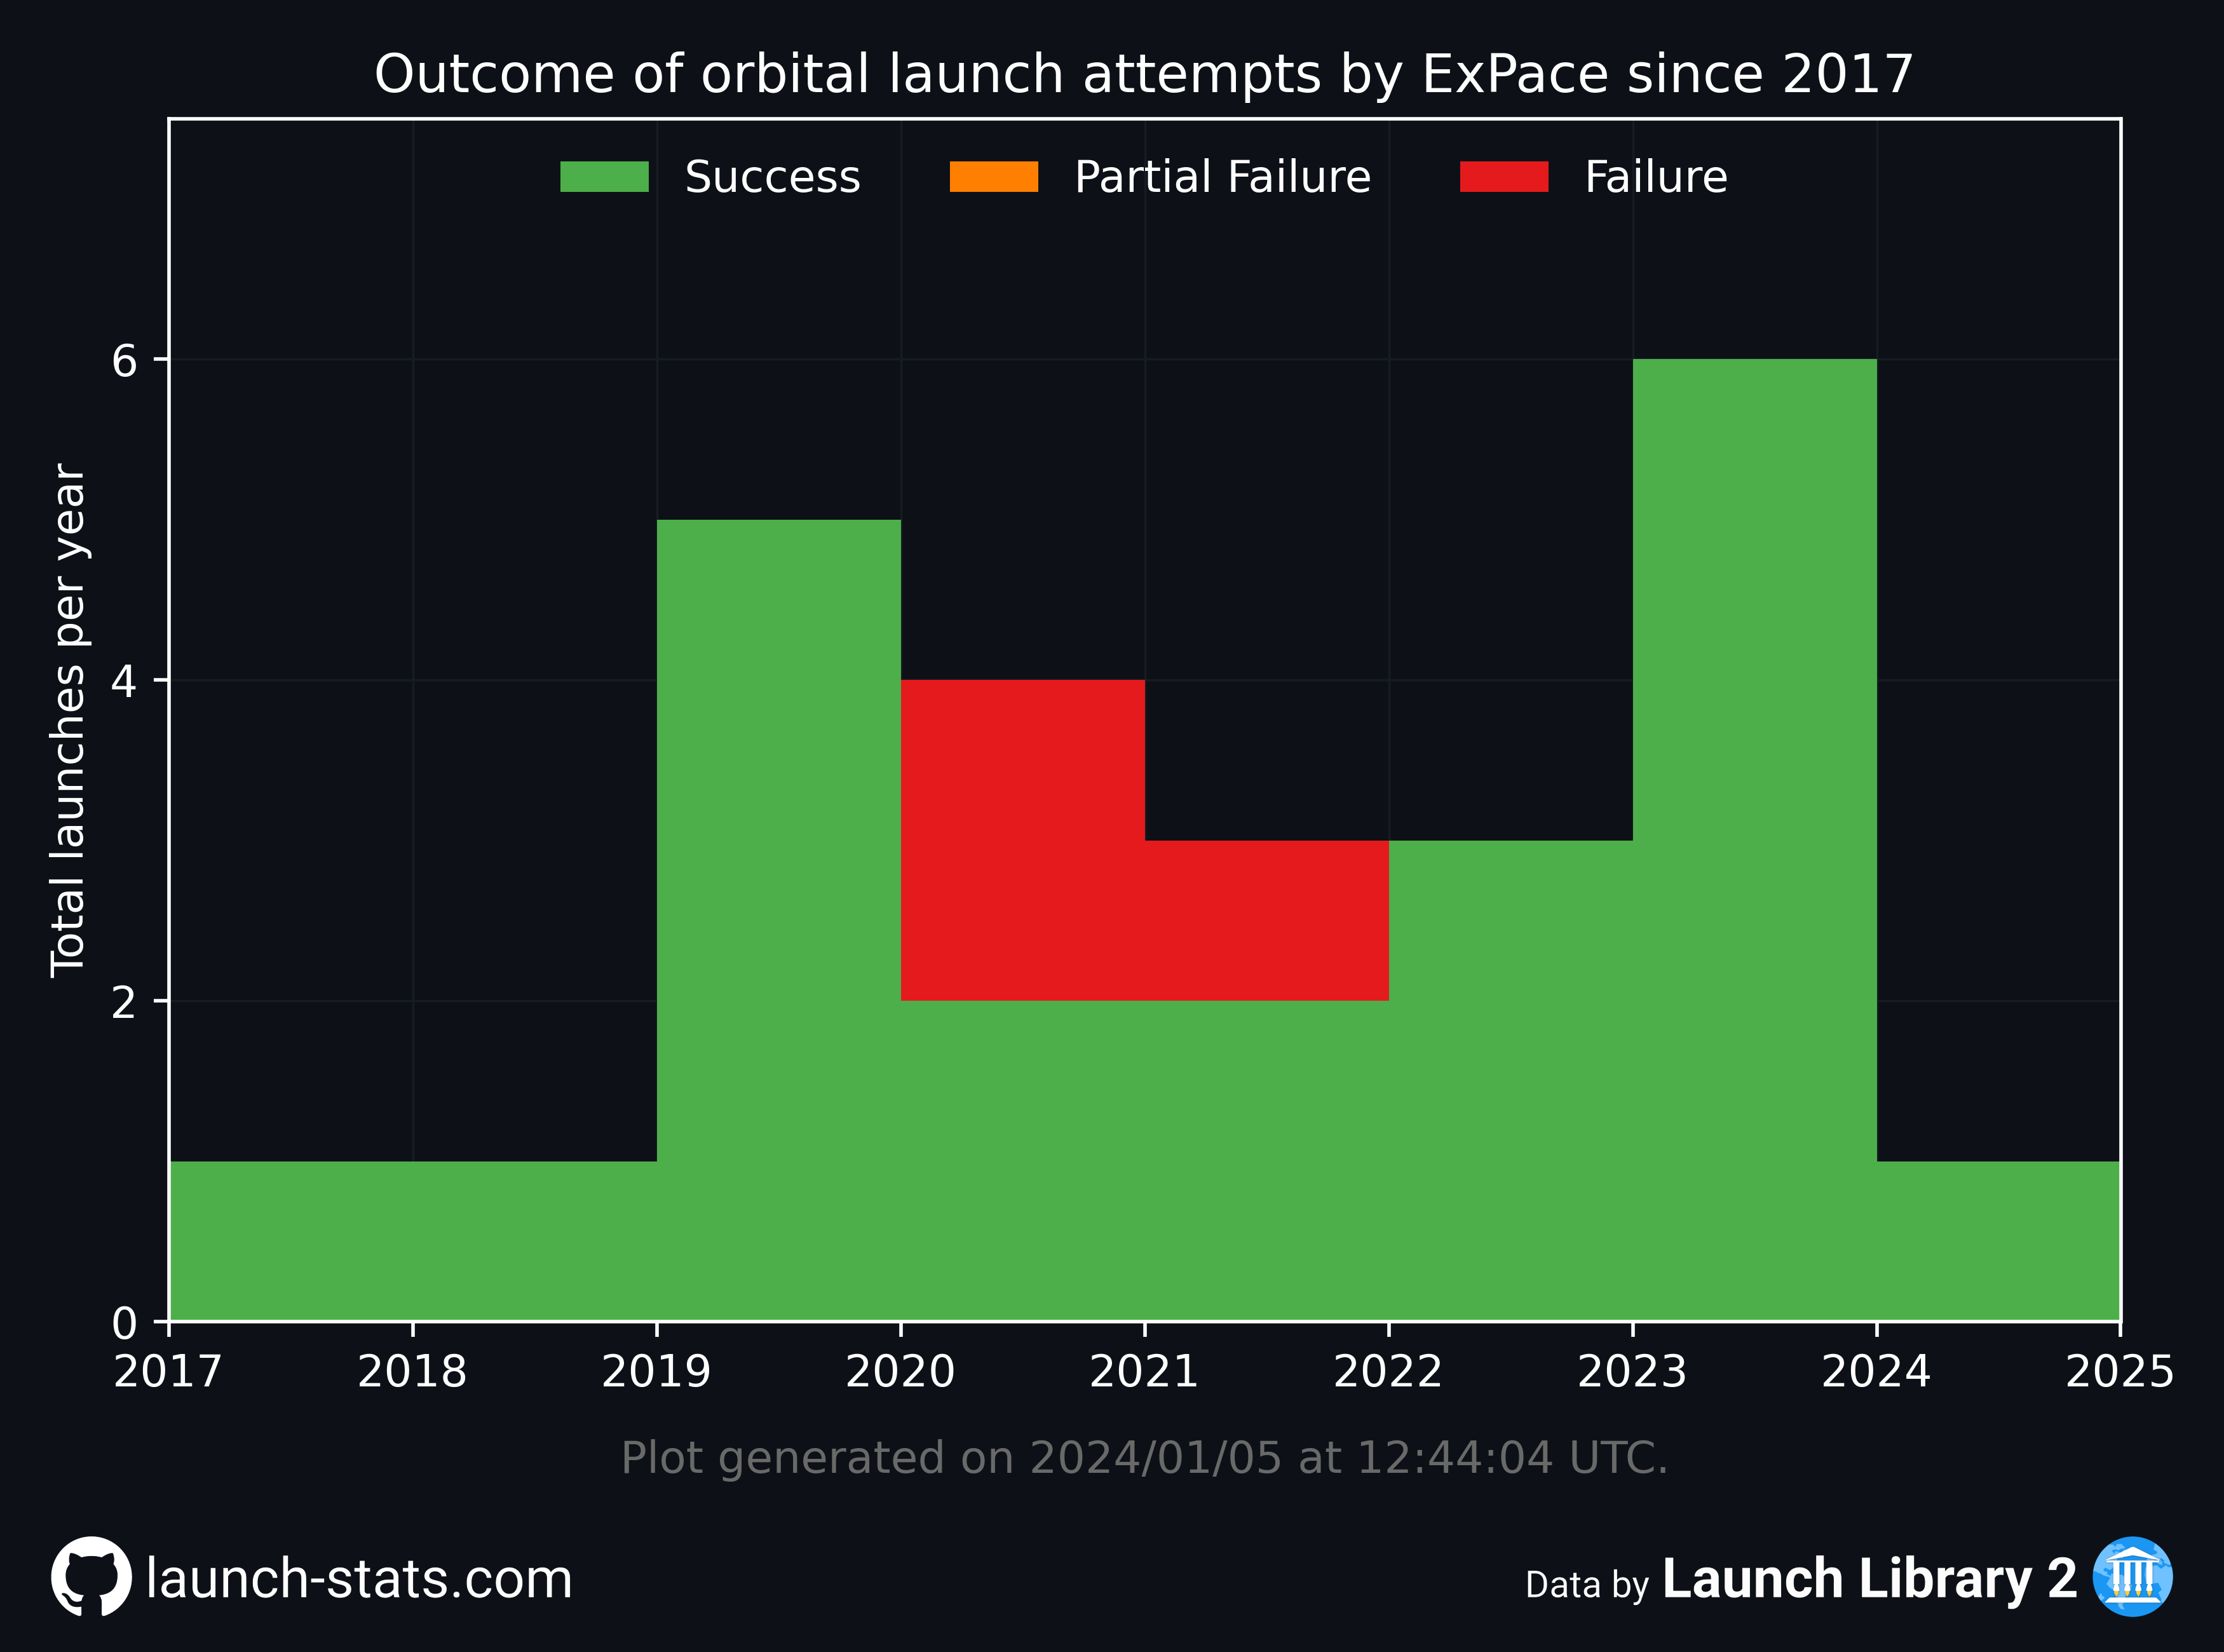 Outcome of orbital launch attempts by ExPace since 2017
Success Partial Failure Failure
Total launches per year
6
4
2
0
2017 2018 2019 2020 2021 2022 2023 2024 2025
Plot generated on 2024/01/05 at 12:44:04 UTC.
launch-stats.com
Data by Launch Library 2